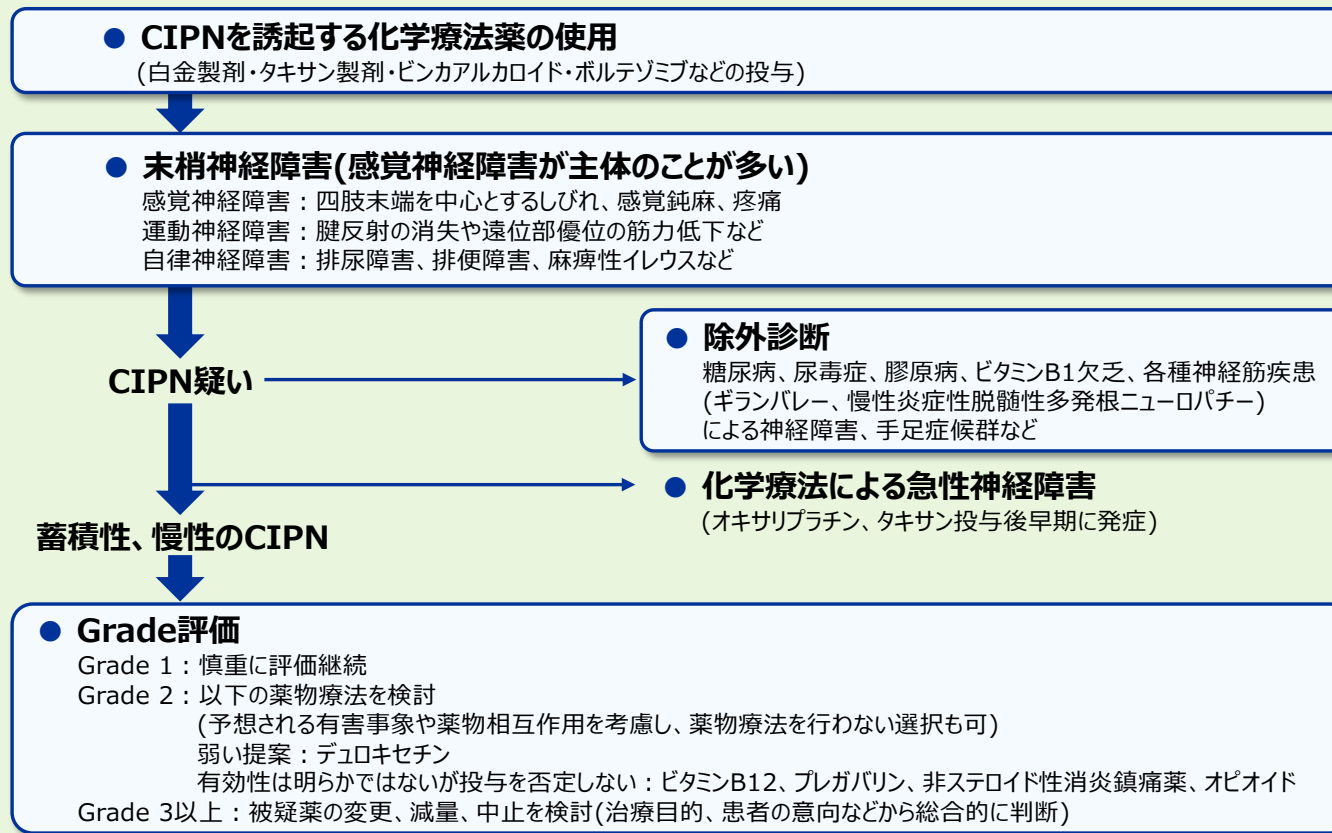 ● CIPNを誘起する化学療法薬の使用
(白金製剤・タキサン製剤・ビンカアルカロイド・ボルテゾミブなどの投与)
● 末梢神経障害(感覚神経障害が主体のことが多い)
感覚神経障害：四肢末端を中心とするしびれ、感覚鈍麻、疼痛
運動神経障害：腱反射の消失や遠位部優位の筋力低下など
自律神経障害：排尿障害、排便障害、麻痺性イレウスなど
CIPN疑い
● 除外診断
糖尿病、尿毒症、膠原病、ビタミンB1欠乏、各種神経筋疾患
(ギランバレー、慢性炎症性脱髄性多発根ニューロパチー)
による神経障害、手足症候群など
● 化学療法による急性神経障害
(オキサリプラチン、タキサン投与後早期に発症)
蓄積性、慢性のCIPN
● Grade評価
Grade 1：慎重に評価継続
Grade 2：以下の薬物療法を検討
(予想される有害事象や薬物相互作用を考慮し、薬物療法を行わない選択も可)
弱い提案：デュロキセチン
有効性は明らかではないが投与を否定しない：ビタミンB12、プレガバリン、非ステロイド性消炎鎮痛薬、オピオイド
Grade 3以上：被疑薬の変更、減量、中止を検討(治療目的、患者の意向などから総合的に判断)